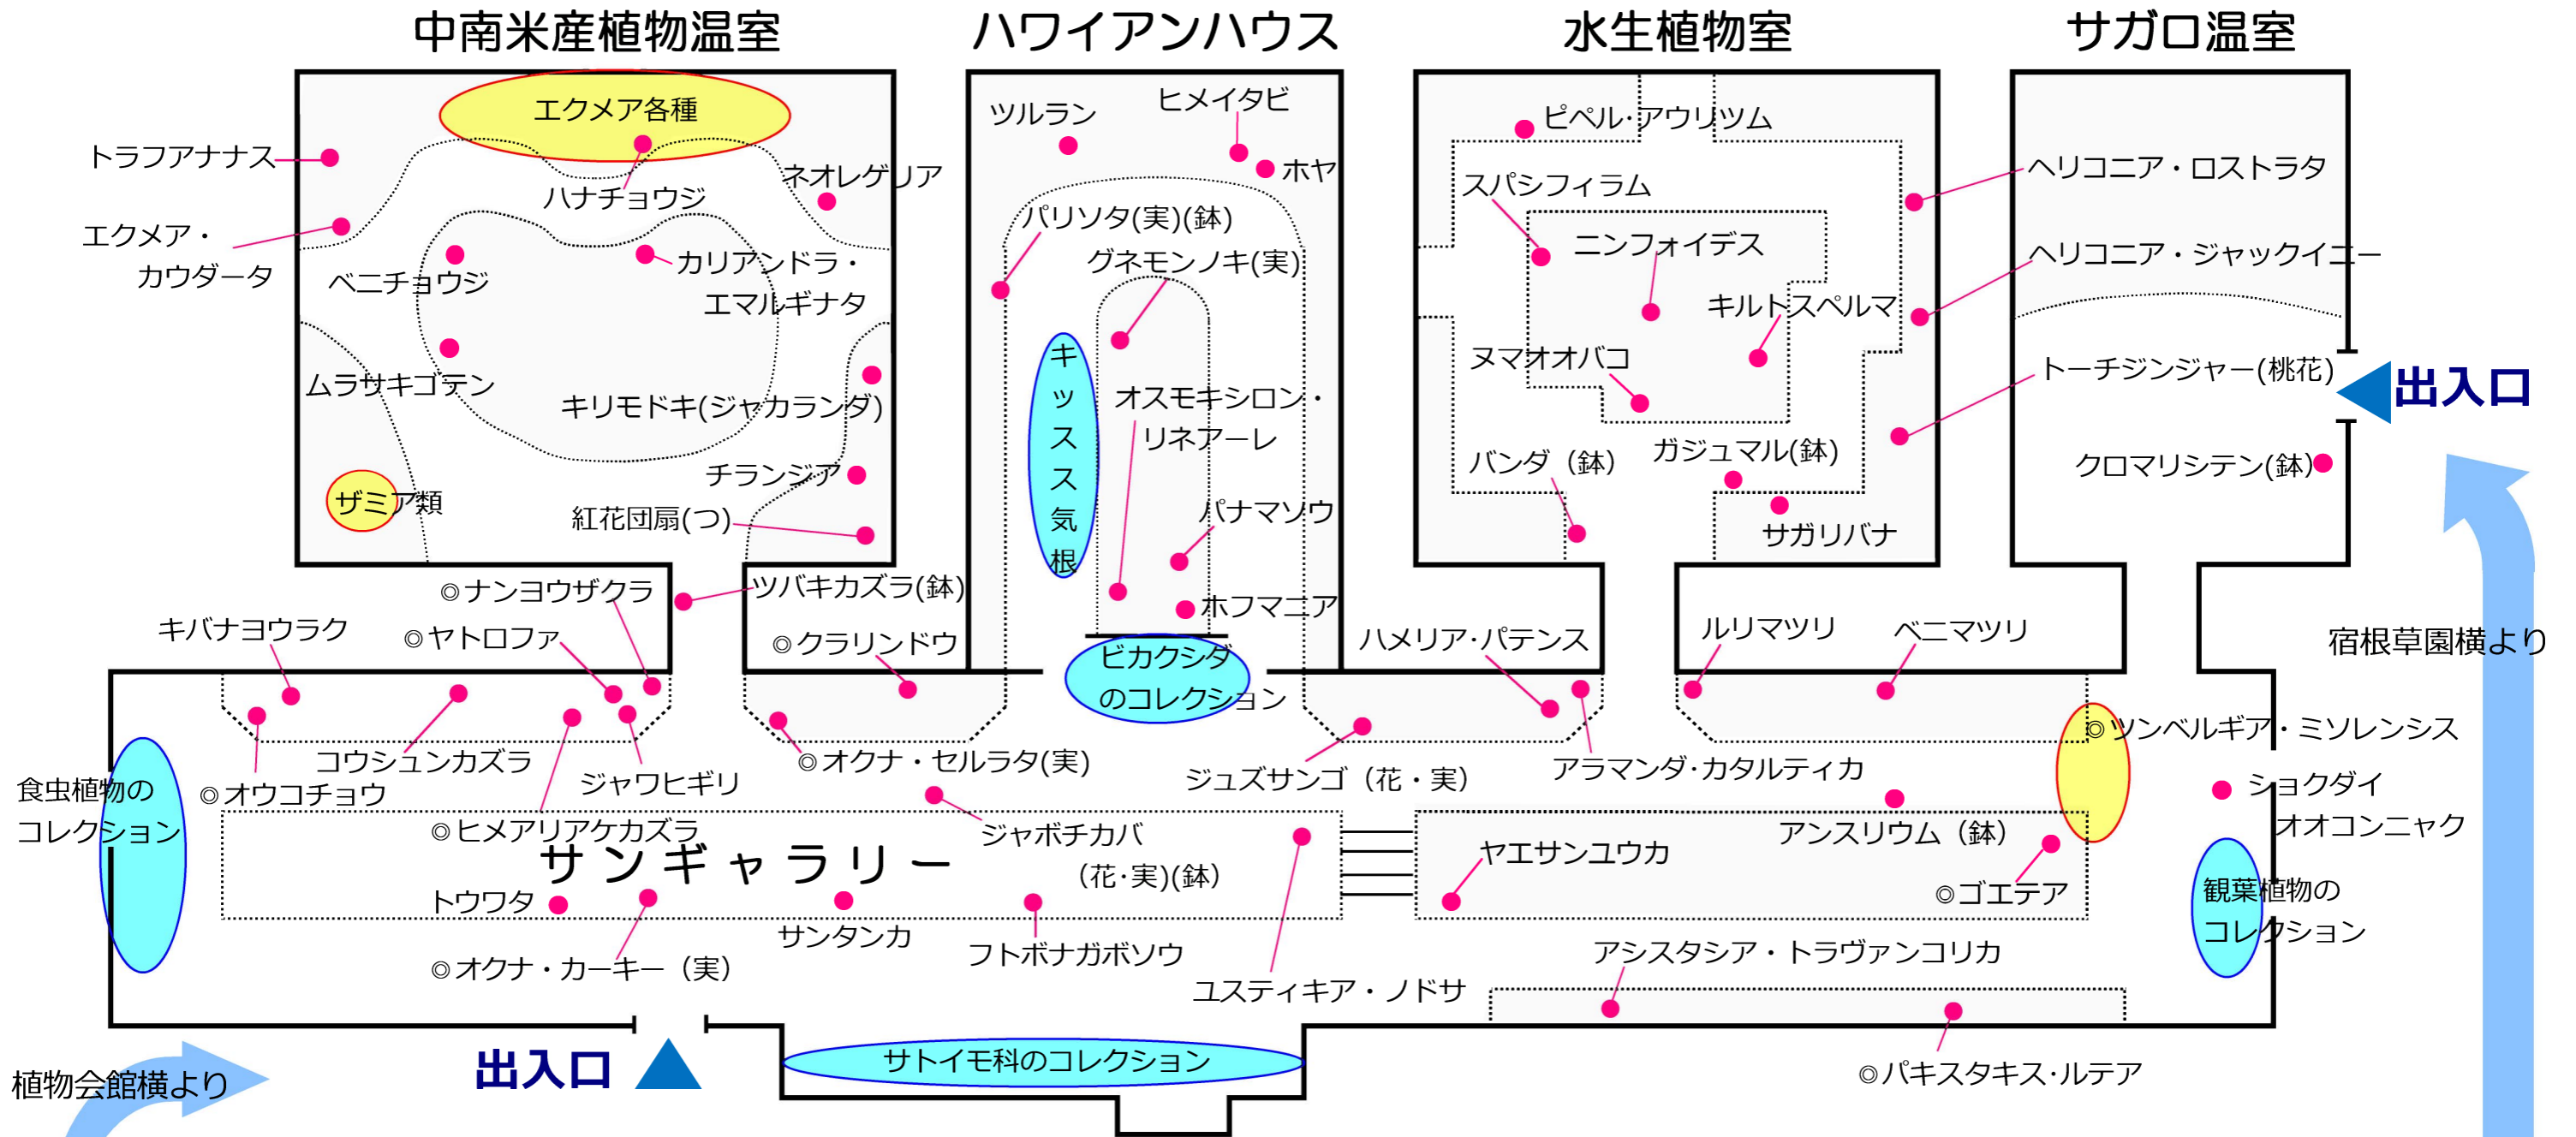 中南米産植物温室
ハワイアンハウス
水生植物室
サガロ温室
エクメア各種
トラフアナナス
ハナチョウジ
ネオレゲリア
エクメア・
カウダータ
ベニチョウジ
カリアンドラ・
エマルギナタ
ムラサキゴテン
キリモドキ(ジャカランダ)
チランジア
ザミア類
紅花団扇(つ)
ツルラン
ヒメイタビ
ホヤ
パリソタ(実)(鉢)
グネモンノキ(実)
キッスス気根
オスモキシロン・
リネアーレ
パナマソウ
ホフマニア
ビカクシダ
のコレクション
ピペル・アウリツム
スパシフィラム
ニンフォイデス
キルトスペルマ
ヌマオオバコ
バンダ（鉢）
ガジュマル(鉢)
サガリバナ
ヘリコニア・ロストラタ
ヘリコニア・ジャックイニー
トーチジンジャー(桃花)
出入口
クロマリシテン(鉢)
宿根草園横より
◎ナンヨウザクラ
ツバキカズラ(鉢)
キバナヨウラク
◎ヤトロファ
◎クラリンドウ
ハメリア・パテンス
ルリマツリ
ベニマツリ
◎ツンベルギア・ミソレンシス
コウシュンカズラ
ジャワヒギリ
◎オクナ・セルラタ(実)
ジュズサンゴ（花・実）
アラマンダ・カタルティカ
食虫植物の
コレクション
◎オウコチョウ
ショクダイ
オオコンニャク
◎ヒメアリアケカズラ
サンギャラリー
ジャボチカバ
（花・実)(鉢）
アンスリウム（鉢）
ヤエサンユウカ
◎ゴエテア
観葉植物の
コレクション
トウワタ
サンタンカ
フトボナガボソウ
◎オクナ・カーキー（実）
ユスティキア・ノドサ
アシスタシア・トラヴァンコリカ
出入口
サトイモ科のコレクション
◎パキスタキス・ルテア
植物会館横より